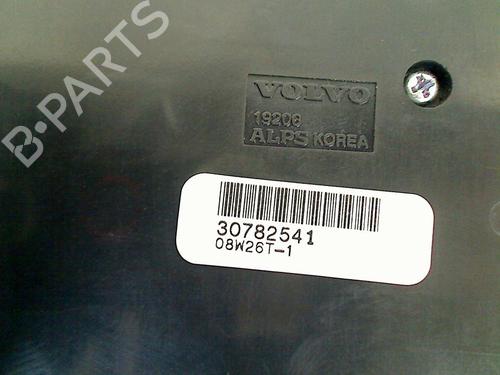 B-PARTS
VOLVO
19208
ALPS KOREA
30782541
08W26T-1